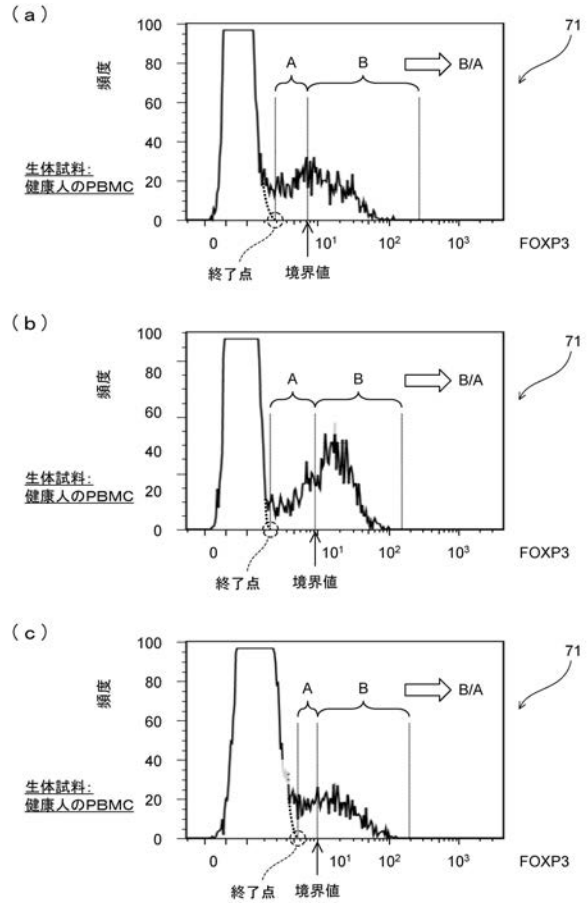 (a)
71
100
80
60
40
20
0
頻度
A
B
B/A
生体試料:
健康人のPBMC
0
10¹
10²
10³
FOXP3
終了点
境界値
(b)
71
100
80
60
40
20
0
頻度
A
B
B/A
生体試料:
健康人のPBMC
0
10¹
10²
10³
FOXP3
終了点
境界値
(c)
71
100
80
60
40
20
0
頻度
A
B
B/A
生体試料:
健康人のPBMC
0
10¹
10²
10³
FOXP3
終了点
境界値